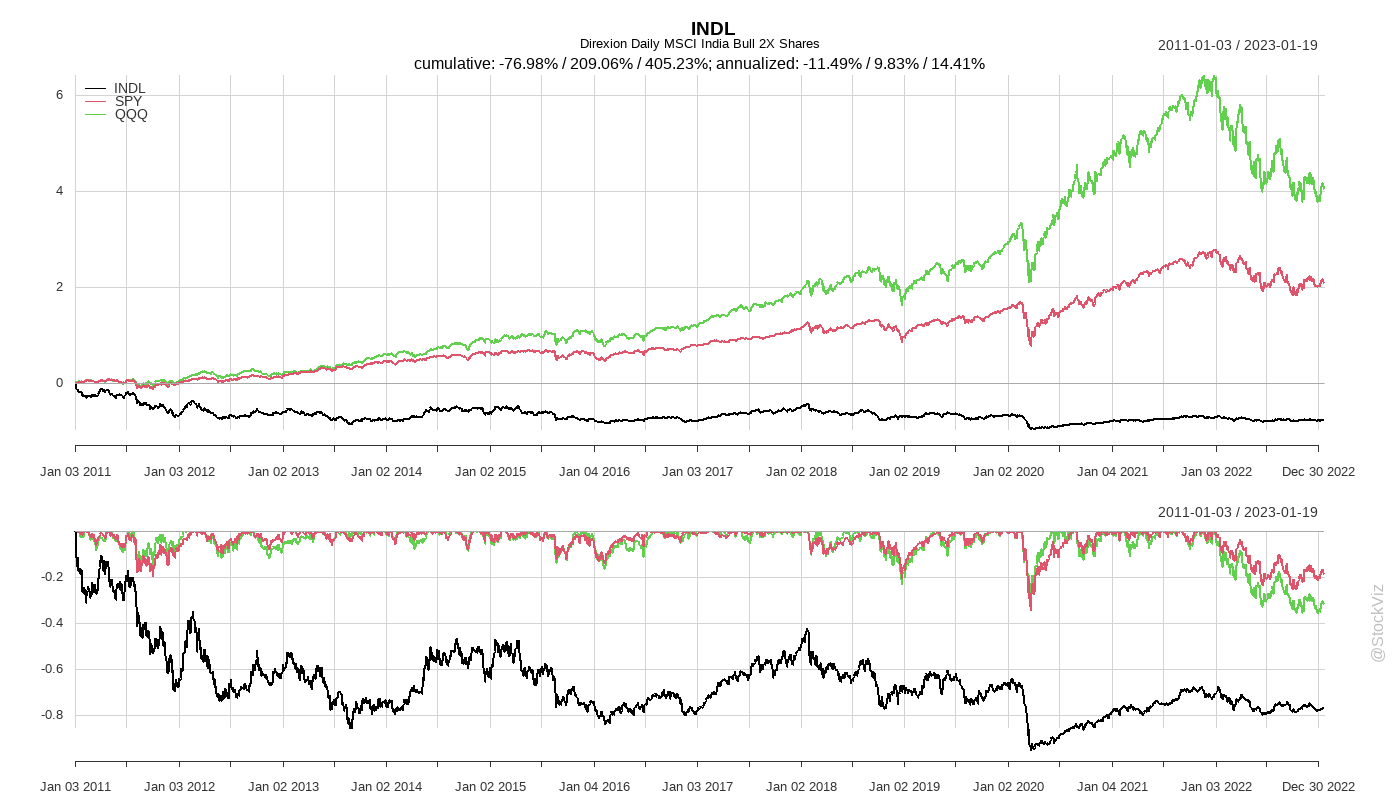 INDL
Direxion Daily MSCI India Bull 2X Shares
2011-01-03 / 2023-01-19
cumulative: -76.98% / 209.06% / 405.23%; annualized: -11.49% / 9.83% / 14.41%
INDL
SPY
QQQ
6
4
2
0
Jan 03 2011 Jan 03 2012 Jan 02 2013 Jan 02 2014 Jan 02 2015 Jan 04 2016 Jan 03 2017 Jan 02 2018 Jan 02 2019 Jan 02 2020 Jan 04 2021 Jan 03 2022 Dec 30 2022
2011-01-03 / 2023-01-19
-0.2
-0.4
-0.6
-0.8
Jan 03 2011 Jan 03 2012 Jan 02 2013 Jan 02 2014 Jan 02 2015 Jan 04 2016 Jan 03 2017 Jan 02 2018 Jan 02 2019 Jan 02 2020 Jan 04 2021 Jan 03 2022 Dec 30 2022
@StockViz